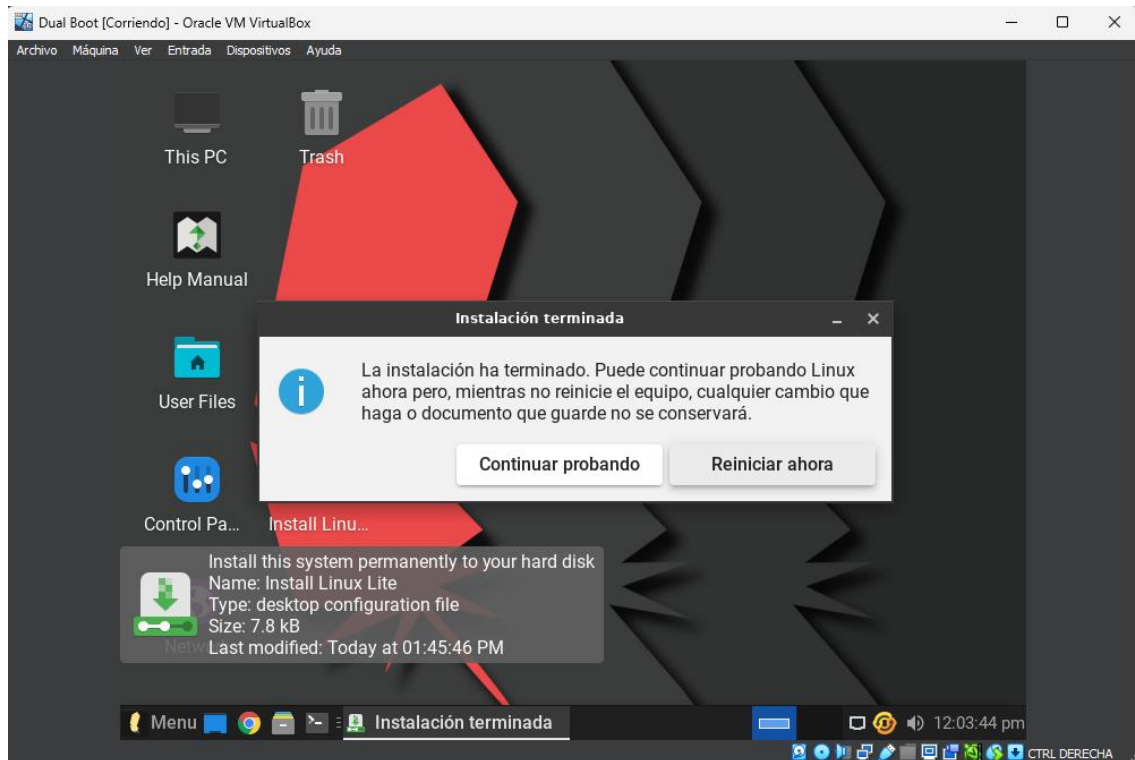 Dual Boot [Corriendo] - Oracle VM VirtualBox
Archivo Máquina Ver Entrada Dispositivos Ayuda
This PC
Trash
Help Manual
User Files
Control Pa...
Install Linu...
Instalación terminada
La instalación ha terminado. Puede continuar probando Linux
ahora pero, mientras no reinicie el equipo, cualquier cambio que
haga o documento que guarde no se conservará.
Continuar probando
Reiniciar ahora
Install this system permanently to your hard disk
Name: Install Linux Lite
Type: desktop configuration file
Size: 7.8 kB
Last modified: Today at 01:45:46 PM
Menu
Instalación terminada
12:03:44 pm
CTRL DERECHA